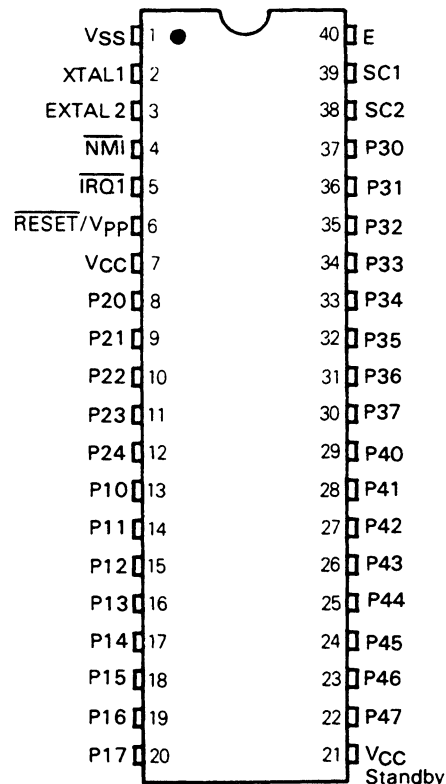 VSS 1 40 E
XTAL1 2 39 SC1
EXTAL2 3 38 SC2
NMI 4 37 P30
IRQ1 5 36 P31
RESET/VPP 6 35 P32
VCC 7 34 P33
P20 8 33 P34
P21 9 32 P35
P22 10 31 P36
P23 11 30 P37
P24 12 29 P40
P10 13 28 P41
P11 14 27 P42
P12 15 26 P43
P13 16 25 P44
P14 17 24 P45
P15 18 23 P46
P16 19 22 P47
P17 20 21 VCC
Standby